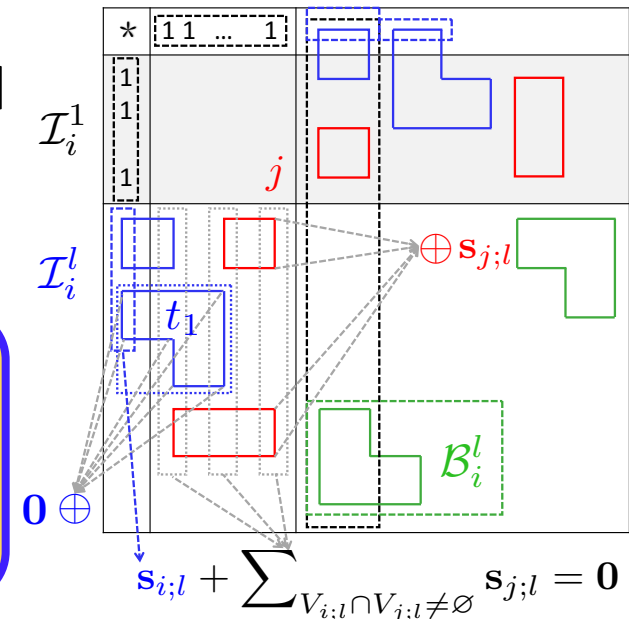 * 1 1 ... 1
1
1
1
𝓘_i^1
j
𝓘_i^l
⊕ s_{j;l}
t_1
𝓑_i^l
0 ⊕
s_{i;l} + ∑_{V_{i;l} ∩ V_{j;l} ≠ ∅} s_{j;l} = 0